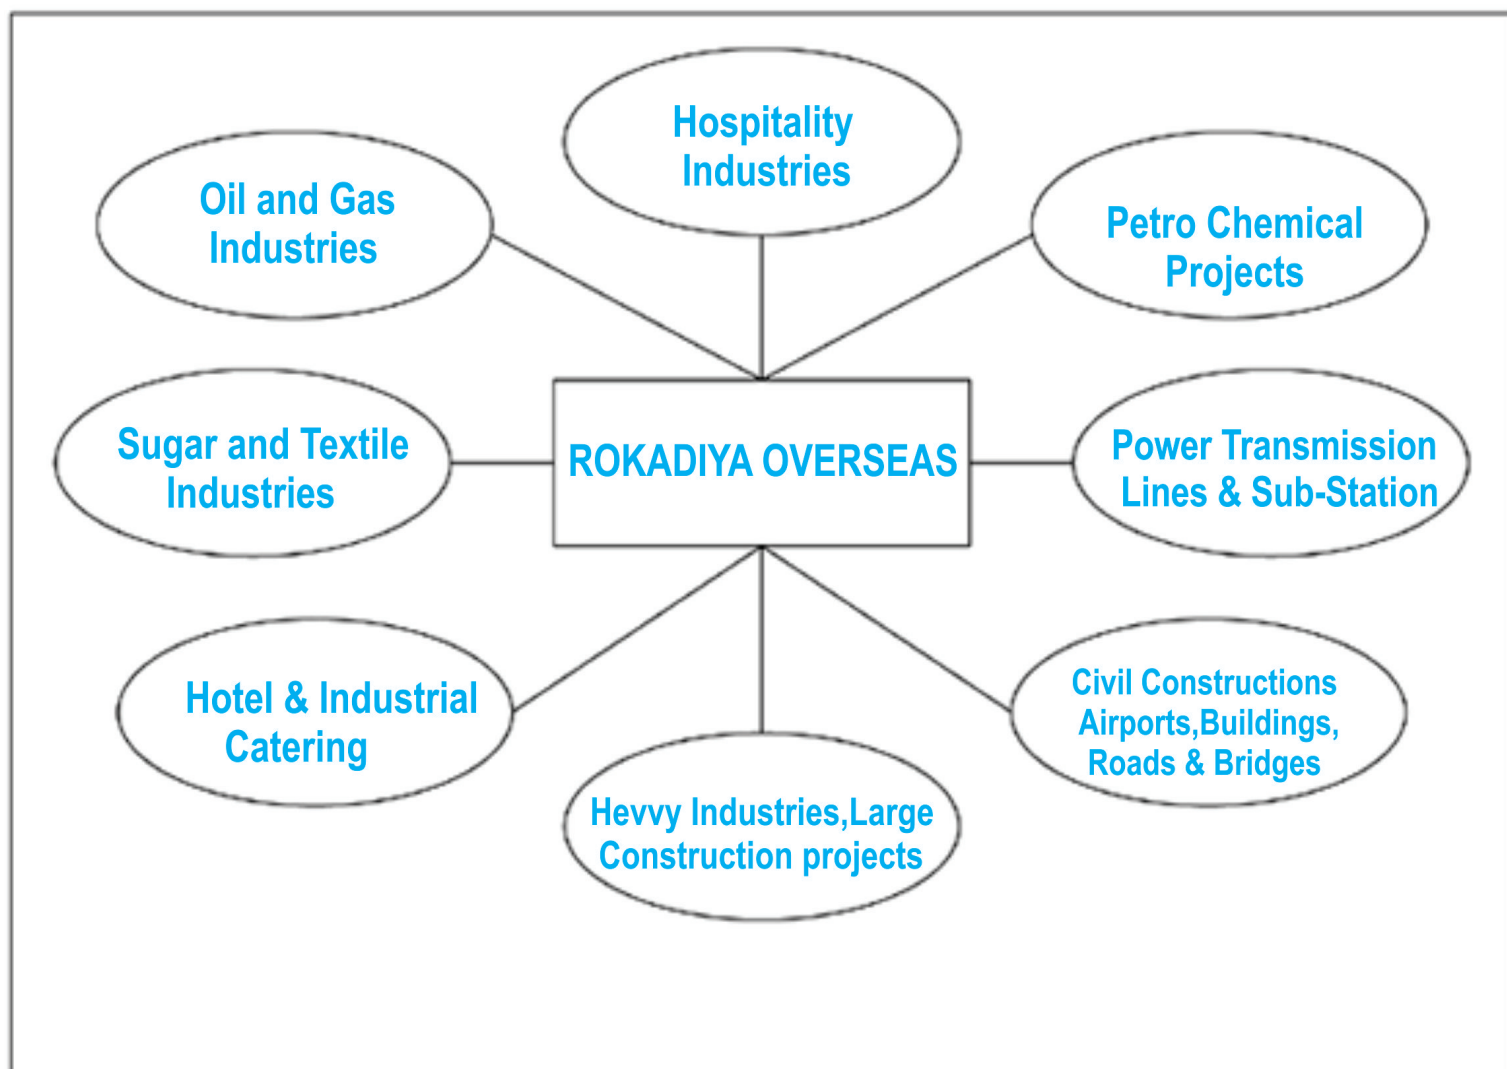 Hospitality
Industries
Oil and Gas
Industries
Petro Chemical
Projects
Sugar and Textile
Industries
ROKADIYA OVERSEAS
Power Transmission
Lines & Sub-Station
Hotel & Industrial
Catering
Civil Constructions
Airports,Buildings,
Roads & Bridges
Hevvy Industries,Large
Construction projects